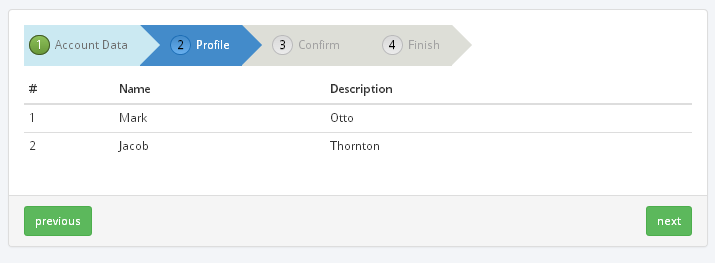 1 Account Data 2 Profile 3 Confirm 4 Finish
# Name Description
1 Mark Otto
2 Jacob Thornton
previous next